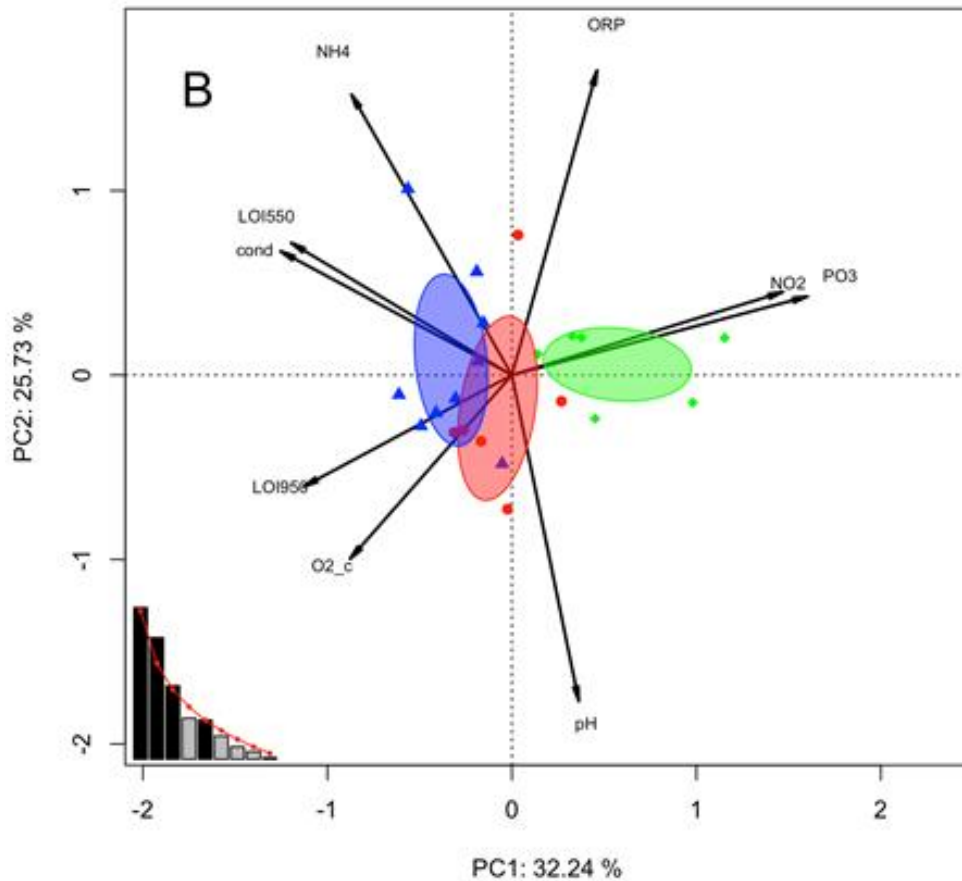 ORP
NH4
B
LOI550
cond
NO2
PO3
LOI950
O2_c
pH
1
0
-1
-2
-2
-1
0
1
2
PC2: 25.73 %
PC1: 32.24 %